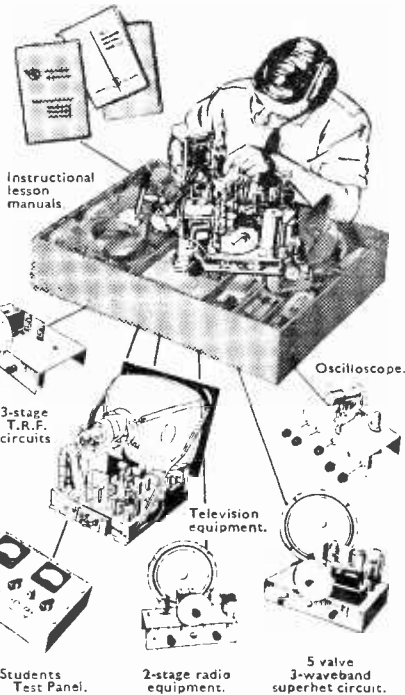 Instructional
lesson
manuals.
Oscilloscope.
3-stage
T.R.F.
circuits
Television
equipment.
Students
Test Panel.
2-stage radio
equipment.
5 valve
3-waveband
superhet circuit.